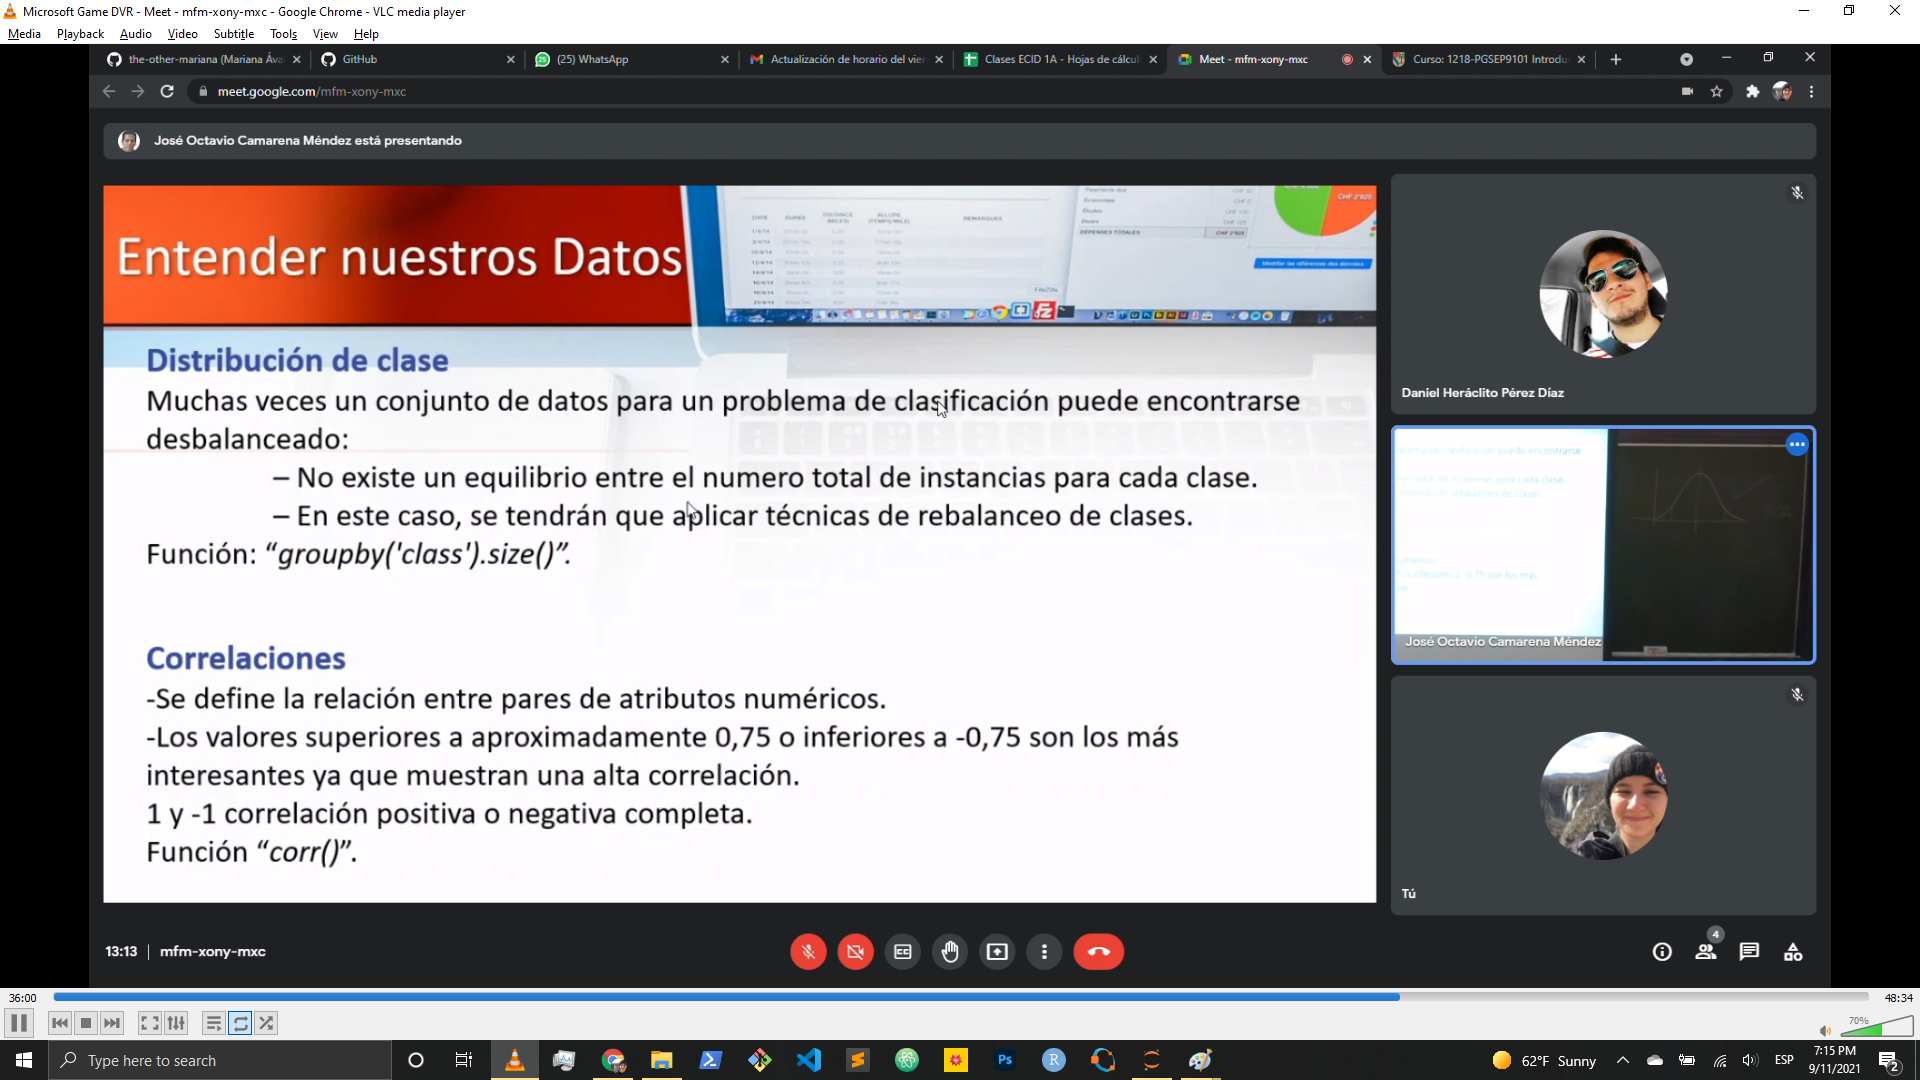 Microsoft Game DVR - Meet - mfm-xony-mxc - Google Chrome - VLC media player
Media Playback Audio Video Subtitle Tools View Help
the-other-mariana (Mariana Ával
GitHub
(25) WhatsApp
Actualización de horario del vier
Clases ECID 1A - Hojas de cálcul
Meet - mfm-xony-mxc
Curso: 1218-PGSEP9101 Introdu
meet.google.com/mfm-xony-mxc
José Octavio Camarena Méndez está presentando
Entender nuestros Datos
DATE
REMARQUES
DÉPENSES TOTALES
CHF 2'925
Distribución de clase
Muchas veces un conjunto de datos para un problema de clasificación puede encontrarse
desbalanceado:
– No existe un equilibrio entre el numero total de instancias para cada clase.
– En este caso, se tendrán que aplicar técnicas de rebalanceo de clases.
Función: “groupby('class').size()”.
Correlaciones
-Se define la relación entre pares de atributos numéricos.
-Los valores superiores a aproximadamente 0,75 o inferiores a -0,75 son los más
interesantes ya que muestran una alta correlación.
1 y -1 correlación positiva o negativa completa.
Función “corr()”.
Daniel Heráclito Pérez Díaz
José Octavio Camarena Méndez
Tú
13:13 | mfm-xony-mxc
4
36:00
48:34
70%
Type here to search
62°F Sunny
ESP
7:15 PM
9/11/2021
2